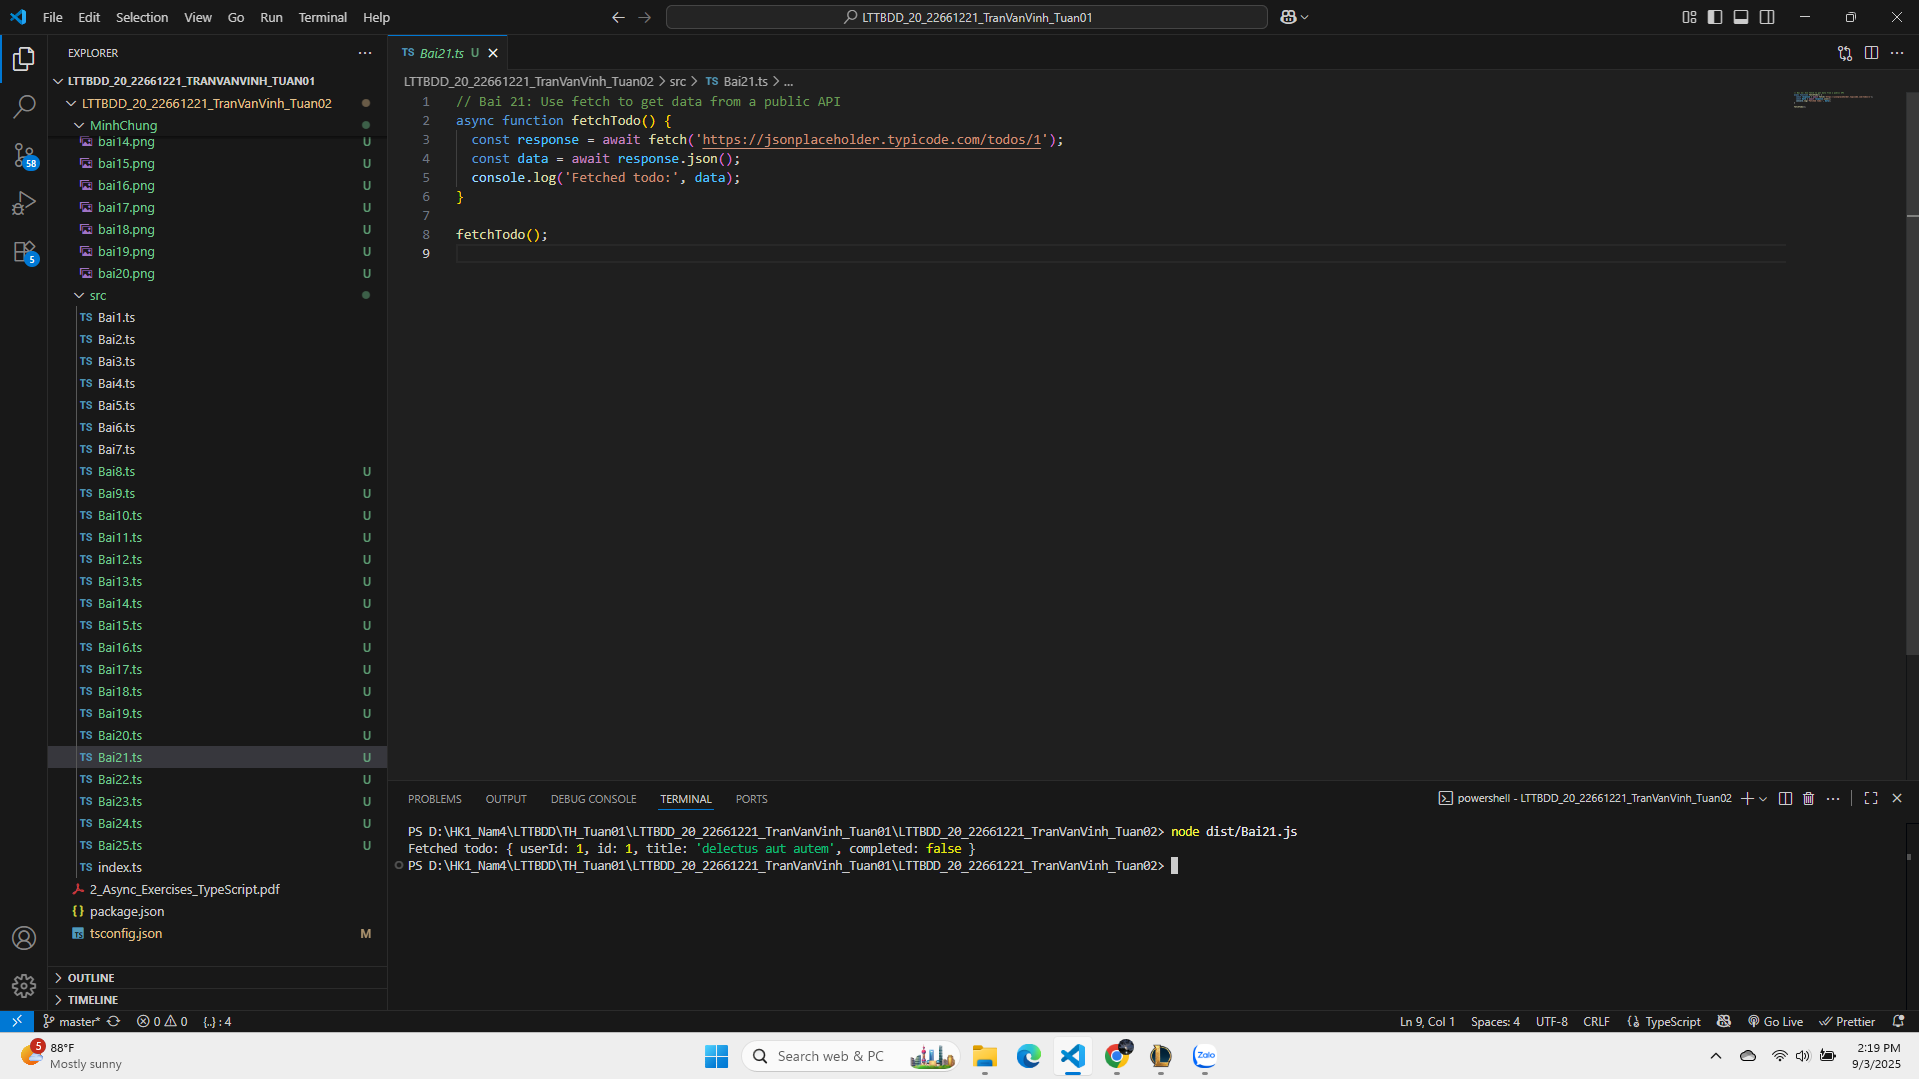 File Edit Selection View Go Run Terminal Help
LTTBDD_20_22661221_TranVanVinh_Tuan01
EXPLORER
LTTBDD_20_22661221_TRANVANVINH_TUAN01
LTTBDD_20_22661221_TranVanVinh_Tuan02
MinhChung
bai14.png U
bai15.png U
bai16.png U
bai17.png U
bai18.png U
bai19.png U
bai20.png U
src
TS Bai1.ts
TS Bai2.ts
TS Bai3.ts
TS Bai4.ts
TS Bai5.ts
TS Bai6.ts
TS Bai7.ts
TS Bai8.ts U
TS Bai9.ts U
TS Bai10.ts U
TS Bai11.ts U
TS Bai12.ts U
TS Bai13.ts U
TS Bai14.ts U
TS Bai15.ts U
TS Bai16.ts U
TS Bai17.ts U
TS Bai18.ts U
TS Bai19.ts U
TS Bai20.ts U
TS Bai21.ts U
TS Bai22.ts U
TS Bai23.ts U
TS Bai24.ts U
TS Bai25.ts U
TS index.ts
2_Async_Exercises_TypeScript.pdf
{} package.json
TS tsconfig.json M
OUTLINE
TIMELINE
58
5
TS Bai21.ts U
LTTBDD_20_22661221_TranVanVinh_Tuan02 > src > TS Bai21.ts > ...
1 // Bai 21: Use fetch to get data from a public API
2 async function fetchTodo() {
3 const response = await fetch('https://jsonplaceholder.typicode.com/todos/1');
4 const data = await response.json();
5 console.log('Fetched todo:', data);
6 }
7
8 fetchTodo();
9
PROBLEMS OUTPUT DEBUG CONSOLE TERMINAL PORTS
powershell - LTTBDD_20_22661221_TranVanVinh_Tuan02
PS D:\HK1_Nam4\LTTBDD\TH_Tuan01\LTTBDD_20_22661221_TranVanVinh_Tuan01\LTTBDD_20_22661221_TranVanVinh_Tuan02> node dist/Bai21.js
Fetched todo: { userId: 1, id: 1, title: 'delectus aut autem', completed: false }
PS D:\HK1_Nam4\LTTBDD\TH_Tuan01\LTTBDD_20_22661221_TranVanVinh_Tuan01\LTTBDD_20_22661221_TranVanVinh_Tuan02>
master* 0 0 {..} : 4
Ln 9, Col 1 Spaces: 4 UTF-8 CRLF {} TypeScript Go Live Prettier
5 88°F
Mostly sunny
Search web & PC
Zalo
2:19 PM
9/3/2025